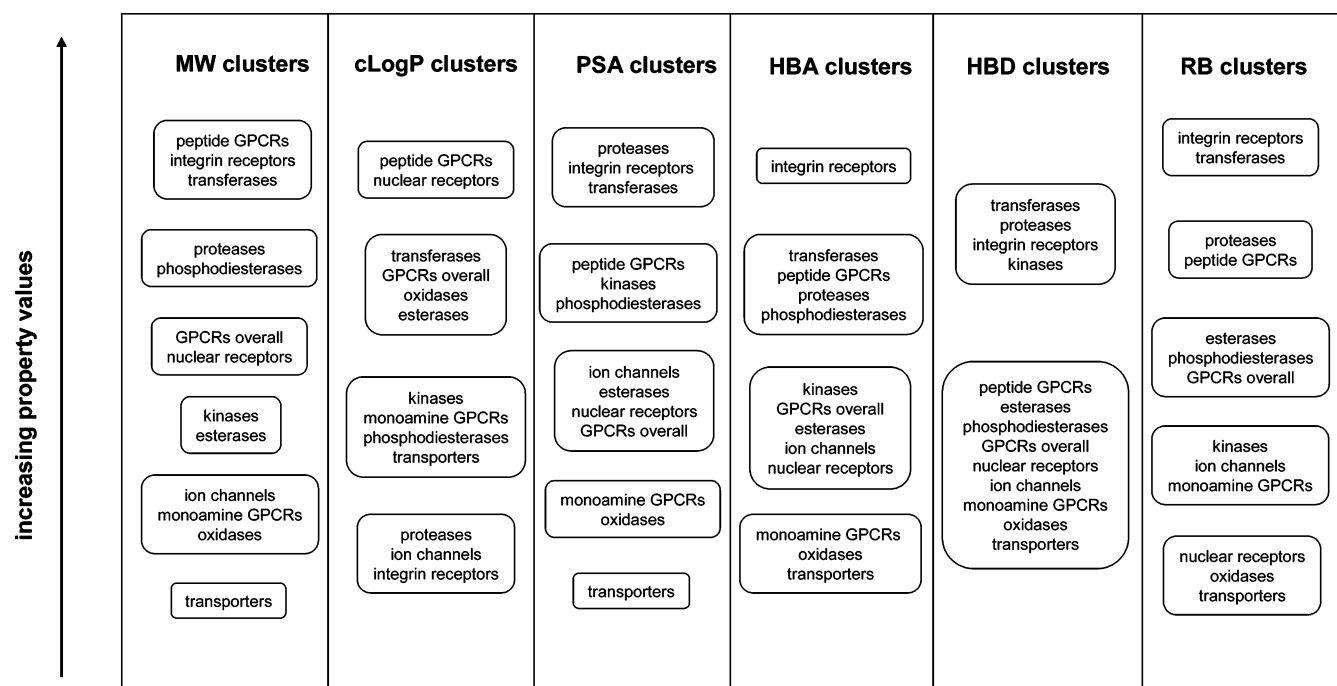 increasing property values
MW clusters
peptide GPCRs
integrin receptors
transferases
proteases
phosphodiesterases
GPCRs overall
nuclear receptors
kinases
esterases
ion channels
monoamine GPCRs
oxidases
transporters
cLogP clusters
peptide GPCRs
nuclear receptors
transferases
GPCRs overall
oxidases
esterases
kinases
monoamine GPCRs
phosphodiesterases
transporters
proteases
ion channels
integrin receptors
PSA clusters
proteases
integrin receptors
transferases
peptide GPCRs
kinases
phosphodiesterases
ion channels
esterases
nuclear receptors
GPCRs overall
monoamine GPCRs
oxidases
transporters
HBA clusters
integrin receptors
transferases
peptide GPCRs
proteases
phosphodiesterases
kinases
GPCRs overall
esterases
ion channels
nuclear receptors
monoamine GPCRs
oxidases
transporters
HBD clusters
transferases
proteases
integrin receptors
kinases
peptide GPCRs
esterases
phosphodiesterases
GPCRs overall
nuclear receptors
ion channels
monoamine GPCRs
oxidases
transporters
RB clusters
integrin receptors
transferases
proteases
peptide GPCRs
esterases
phosphodiesterases
GPCRs overall
kinases
ion channels
monoamine GPCRs
nuclear receptors
oxidases
transporters